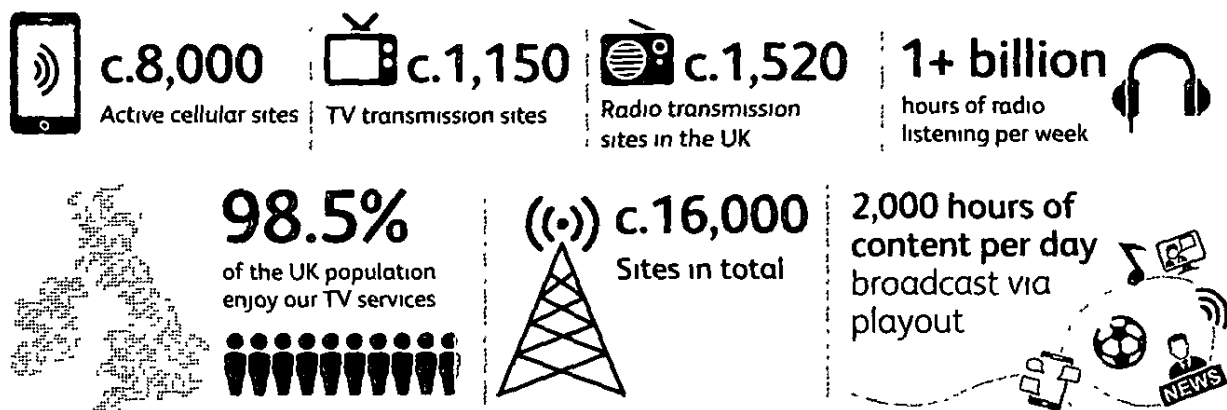 c.8,000
Active cellular sites
c.1,150
TV transmission sites
c.1,520
Radio transmission
sites in the UK
1+ billion
hours of radio
listening per week
98.5%
of the UK population
enjoy our TV services
c.16,000
Sites in total
2,000 hours of
content per day
broadcast via
playout
NEWS